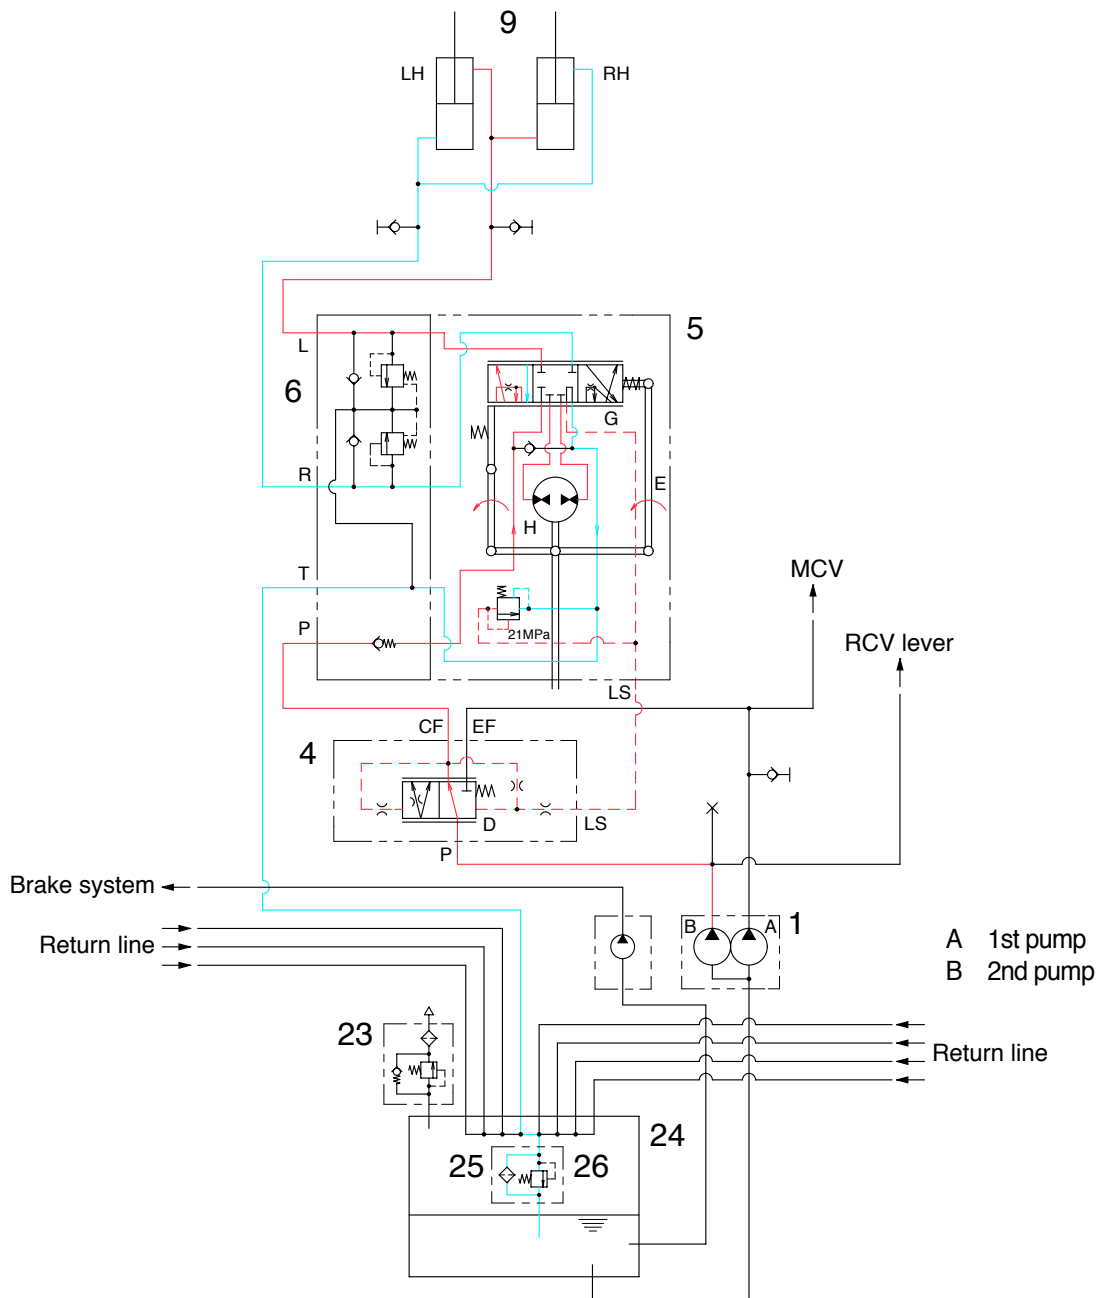 9
LH
RH
5
L
6
G
R
E
H
T
MCV
P
21MPa
RCV lever
LS
CF
EF
4
D
LS
P
Brake system
1
B
A
A 1st pump
Return line
B 2nd pump
23
Return line
24
25
26